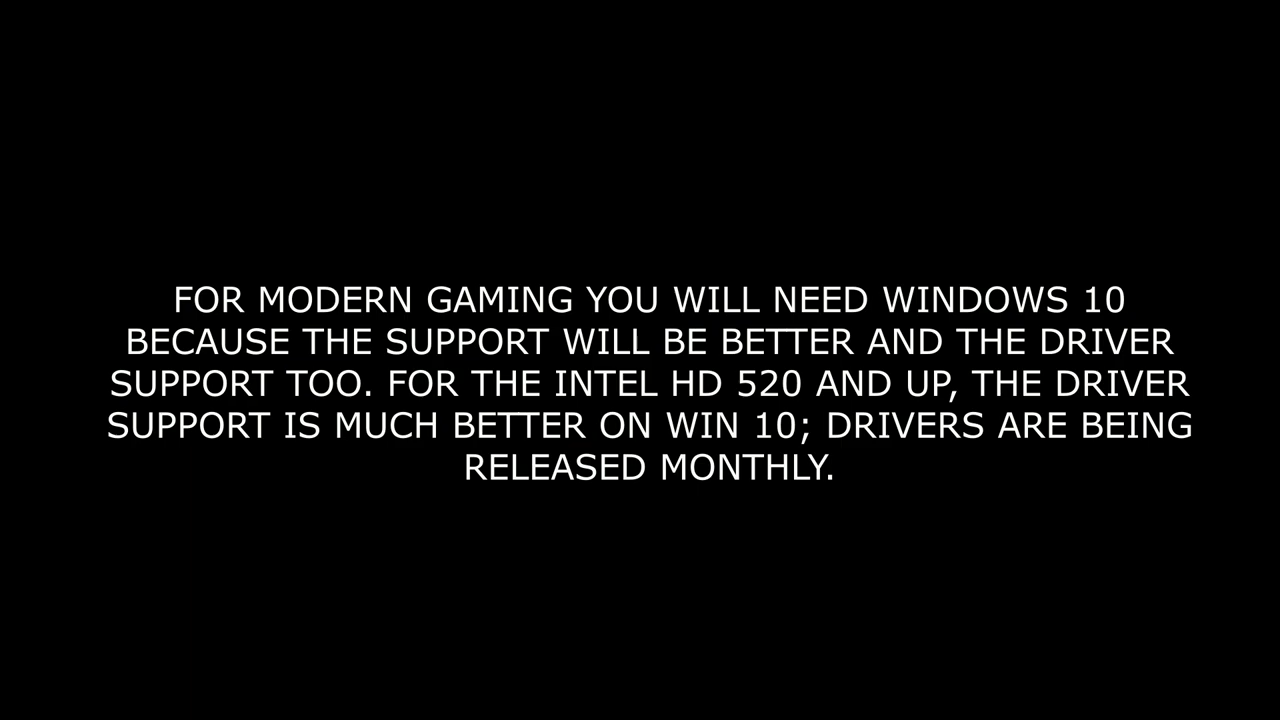 FOR MODERN GAMING YOU WILL NEED WINDOWS 10
BECAUSE THE SUPPORT WILL BE BETTER AND THE DRIVER
SUPPORT TOO. FOR THE INTEL HD 520 AND UP, THE DRIVER
SUPPORT IS MUCH BETTER ON WIN 10; DRIVERS ARE BEING
RELEASED MONTHLY.